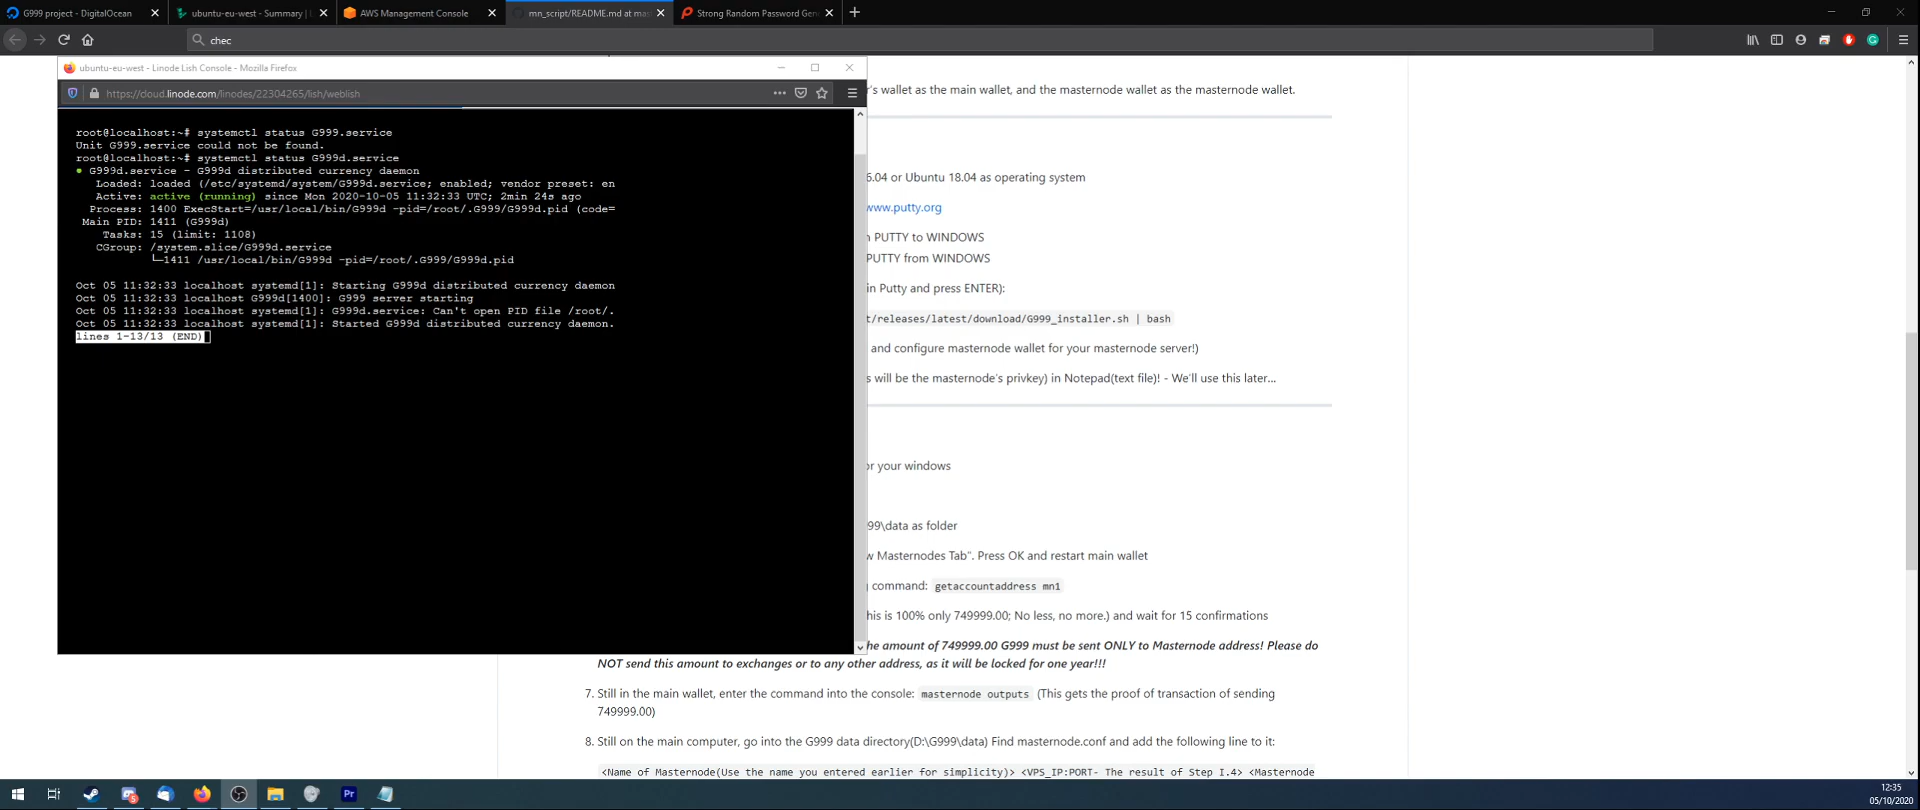 G999 project - DigitalOcean
ubuntu-eu-west - Summary |
AWS Management Console
mn_script/README.md at mas
Strong Random Password Gen
chec
ubuntu-eu-west - Linode Lish Console - Mozilla Firefox
https://cloud.linode.com/linodes/22304265/lish/weblish
root@localhost:~# systemctl status G999.service
Unit G999.service could not be found.
root@localhost:~# systemctl status G999d.service
● G999d.service - G999d distributed currency daemon
Loaded: loaded (/etc/systemd/system/G999d.service; enabled; vendor preset: en
Active: active (running) since Mon 2020-10-05 11:32:33 UTC; 2min 24s ago
Process: 1400 ExecStart=/usr/local/bin/G999d -pid=/root/.G999/G999d.pid (code=
Main PID: 1411 (G999d)
Tasks: 15 (limit: 1108)
CGroup: /system.slice/G999d.service
└─1411 /usr/local/bin/G999d -pid=/root/.G999/G999d.pid
Oct 05 11:32:33 localhost systemd[1]: Starting G999d distributed currency daemon
Oct 05 11:32:33 localhost G999d[1400]: G999 server starting
Oct 05 11:32:33 localhost systemd[1]: G999d.service: Can't open PID file /root/.
Oct 05 11:32:33 localhost systemd[1]: Started G999d distributed currency daemon.
lines 1-13/13 (END)
r's wallet as the main wallet, and the masternode wallet as the masternode wallet.
6.04 or Ubuntu 18.04 as operating system
www.putty.org
PUTTY to WINDOWS
PUTTY from WINDOWS
in Putty and press ENTER):
t/releases/latest/download/G999_installer.sh | bash
and configure masternode wallet for your masternode server!)
s will be the masternode's privkey) in Notepad(text file)! - We'll use this later...
or your windows
99\data as folder
w Masternodes Tab". Press OK and restart main wallet
command: getaccountaddress mn1
his is 100% only 749999.00; No less, no more.) and wait for 15 confirmations
he amount of 749999.00 G999 must be sent ONLY to Masternode address! Please do
NOT send this amount to exchanges or to any other address, as it will be locked for one year!!!
7. Still in the main wallet, enter the command into the console: masternode outputs (This gets the proof of transaction of sending
749999.00)
8. Still on the main computer, go into the G999 data directory(D:\G999\data) Find masternode.conf and add the following line to it:
<Name of Masternode(Use the name you entered earlier for simplicity)> <VPS_IP:PORT- The result of Step I.4> <Masternode
12:35
05/10/2020